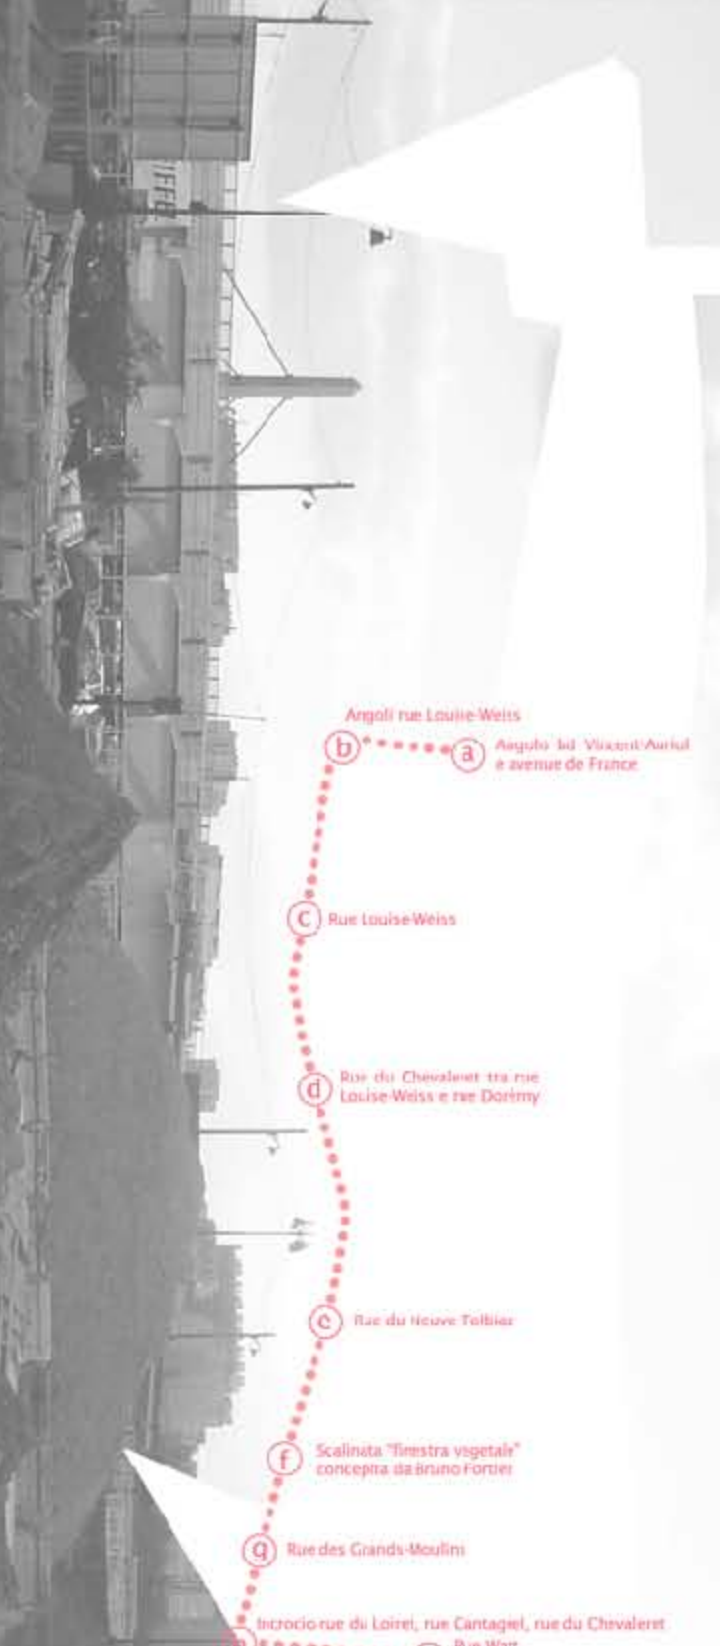 IFFE
Angoli rue Louise-Weiss
b
a
Angolo bd Vincent-Auriol
e avenue de France
c
Rue Louise-Weiss
d
Rue du Chevaleret tra rue
Louise-Weiss e rue Dorémy
e
Rue du Neuve Tolbiac
f
Scalinata "finestra vegetale"
concepita da Bruno Fortier
g
Rue des Grands-Moulins
Incrocio rue du Loiret, rue Cantagrel, rue du Chevaleret
Rue Watt